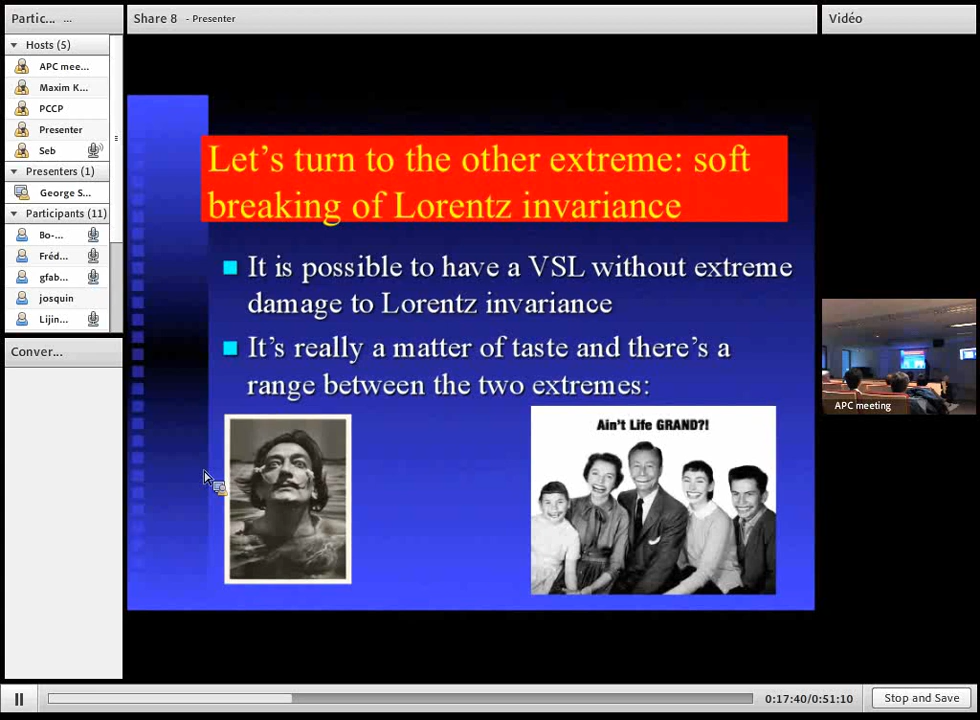 Partic... ...
Share 8 - Presenter
Vidéo
Hosts (5)
APC mee...
Maxim K...
PCCP
Presenter
Seb
Presenters (1)
George S...
Participants (11)
Bo-...
Fréd...
gfab...
josquin
Lijin...
Conver...
Let's turn to the other extreme: soft
breaking of Lorentz invariance
It is possible to have a VSL without extreme
damage to Lorentz invariance
It's really a matter of taste and there's a
range between the two extremes:
Ain't Life GRAND?!
APC meeting
0:17:40/0:51:10
Stop and Save